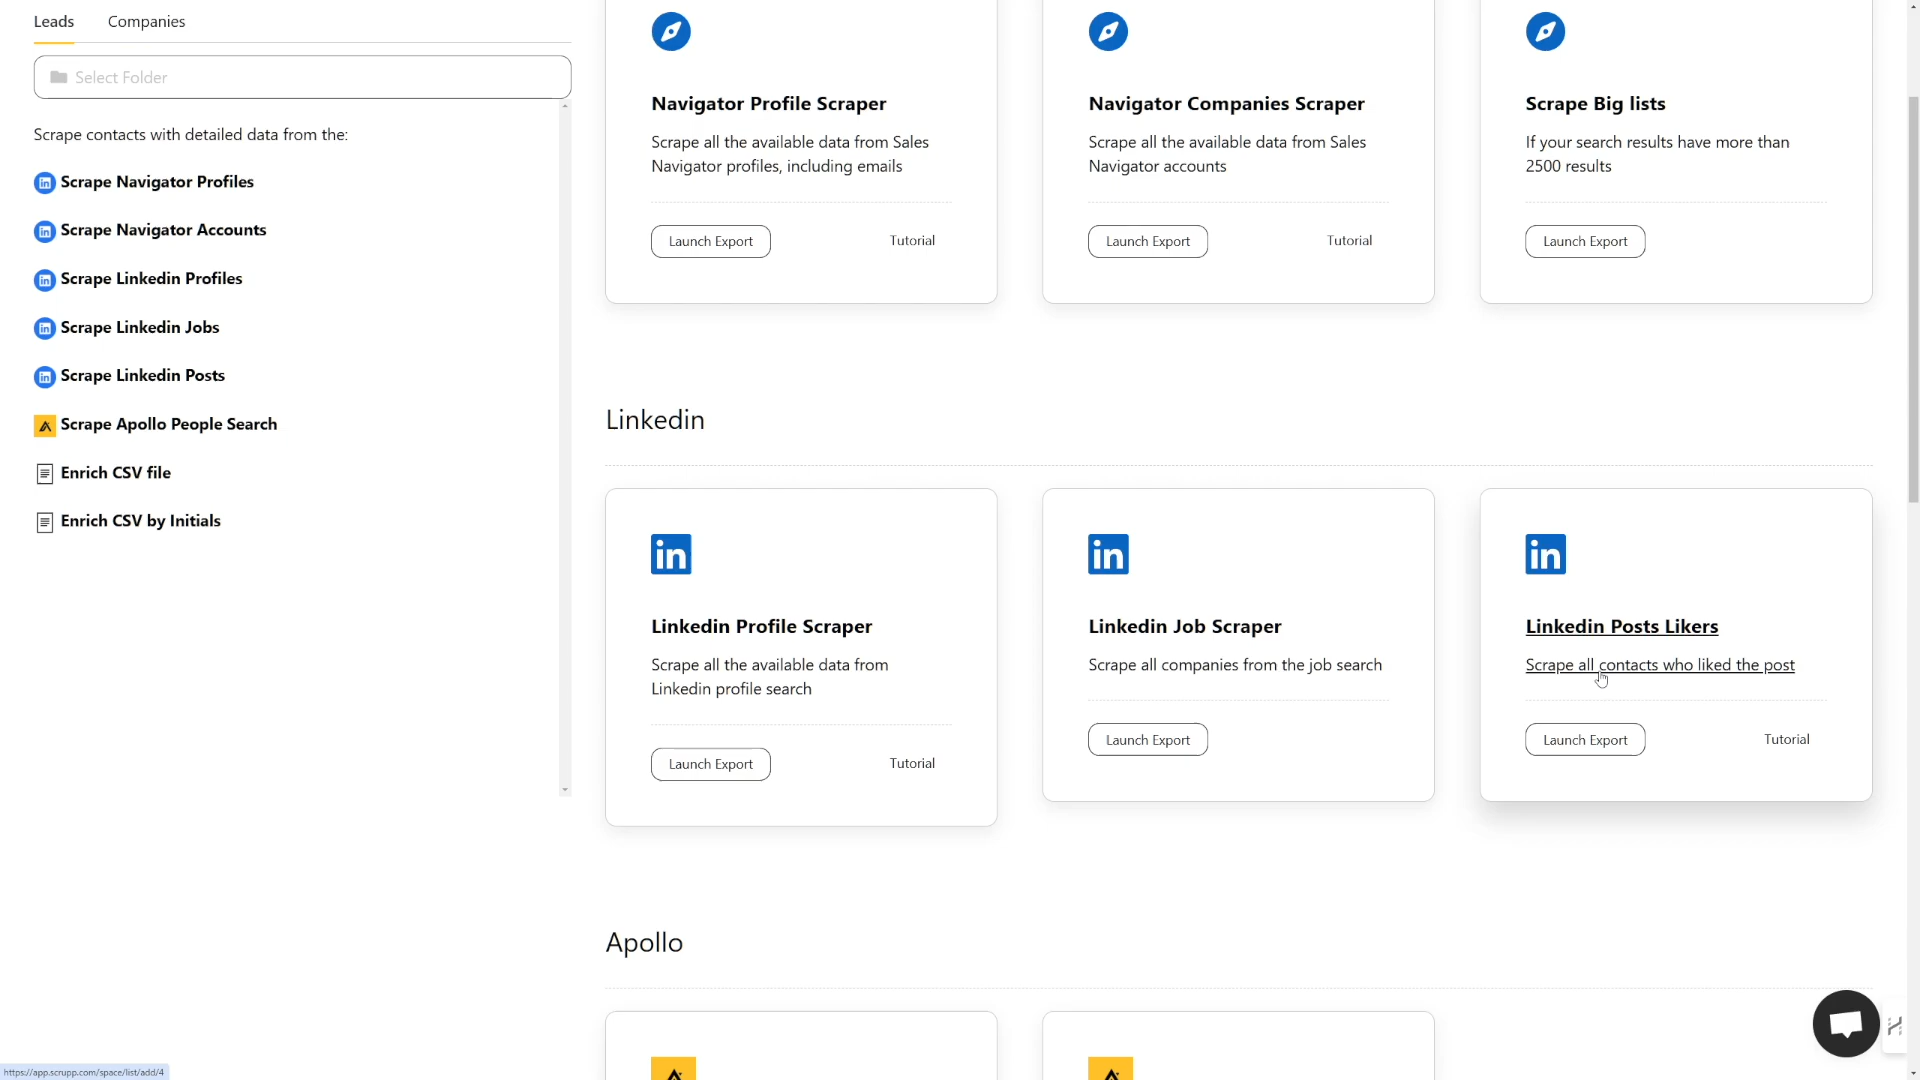 Leads
Companies
Select Folder
Scrape contacts with detailed data from the:
Scrape Navigator Profiles
Scrape Navigator Accounts
Scrape Linkedin Profiles
Scrape Linkedin Jobs
Scrape Linkedin Posts
Scrape Apollo People Search
Enrich CSV file
Enrich CSV by Initials
Navigator Profile Scraper
Scrape all the available data from Sales
Navigator profiles, including emails
Launch Export
Tutorial
Navigator Companies Scraper
Scrape all the available data from Sales
Navigator accounts
Launch Export
Tutorial
Scrape Big lists
If your search results have more than
2500 results
Launch Export
Linkedin
in
Linkedin Profile Scraper
Scrape all the available data from
Linkedin profile search
Launch Export
Tutorial
in
Linkedin Job Scraper
Scrape all companies from the job search
Launch Export
in
Linkedin Posts Likers
Scrape all contacts who liked the post
Launch Export
Tutorial
Apollo
https://app.scrupp.com/space/list/add/4